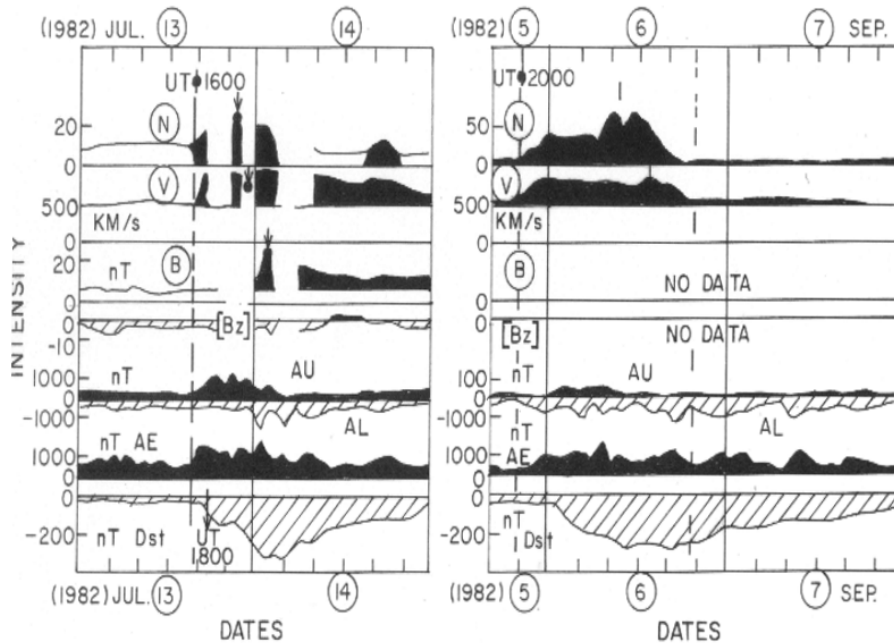 (1982) JUL. 13 14
UT 1600
N
20
0
V
500
KM/s
0
B
nT
20
0
[Bz]
0
-10
nT AU
1000
0
-1000
AL
nT AE
1000
0
0
-200
nT Dst
UT 1800
(1982) JUL. 13 14
DATES
INTENSITY
(1982) 5 6 7 SEP.
UT 2000
N
50
0
V
500
KM/s
0
B
NO DATA
0
0
[Bz] NO DATA
nT
100
AU
0
-1000
AL
nT
AE
1000
0
0
-200
nT
Dst
(1982) 5 6 7 SEP.
DATES